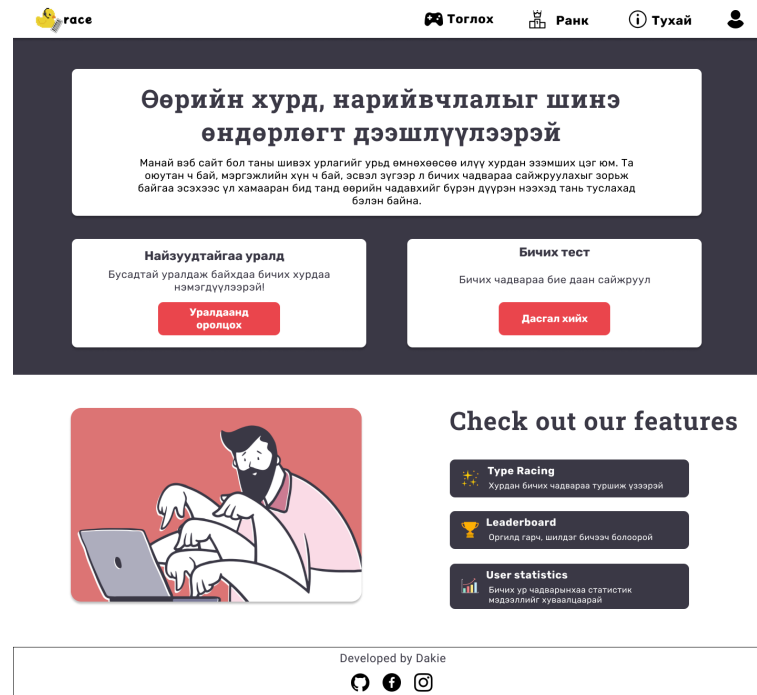 race
Тоглох
Ранк
Тухай
Өөрийн хурд, нарийвчлалыг шинэ
өндөрлөгт дээшлүүлээрэй
Манай вэб сайт бол таны шивэх урлагийг урьд өмнөхөөсөө илүү хурдан эзэмших цэг юм. Та
оюутан ч бай, мэргэжлийн хүн ч бай, эсвэл зүгээр л бичих чадвараа сайжруулахыг зорьж
байгаа эсэхээс үл хамааран бид танд өөрийн чадавхийг бүрэн дүүрэн нээхэд тань туслахад
бэлэн байна.
Найзуудтайгаа уралд
Бусадтай уралдаж байхдаа бичих хурдаа
нэмэгдүүлээрэй!
Уралдаанд
оролцох
Бичих тест
Бичих чадвараа бие даан сайжруул
Дасгал хийх
Check out our features
Type Racing
Хурдан бичих чадвараа туршиж үзээрэй
Leaderboard
Оргилд гарч, шилдэг бичээч болоорой
User statistics
Бичих ур чадварынхаа статистик
мэдээллийг хуваалцаарай
Developed by Dakie